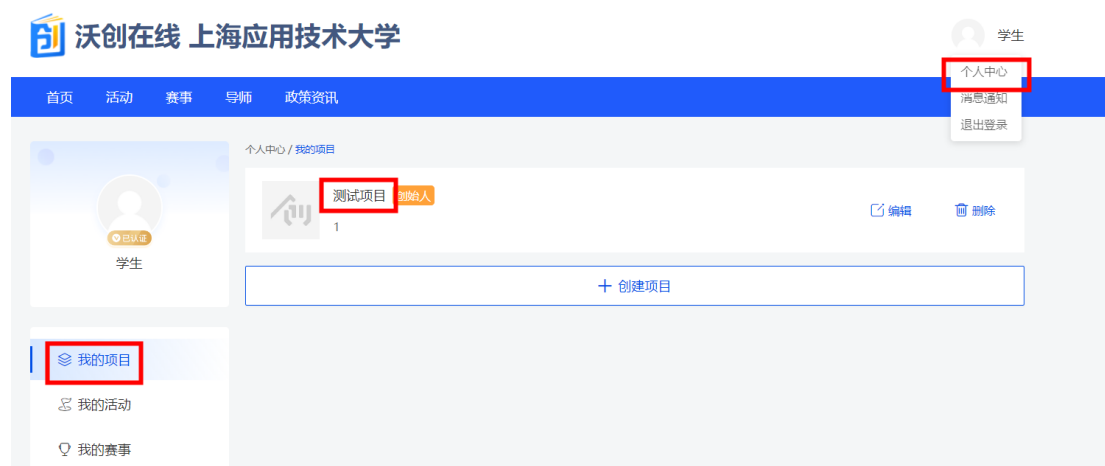 沃创在线 上海应用技术大学
学生
个人中心
消息通知
退出登录
首页 活动 赛事 导师 政策资讯
个人中心 / 我的项目
测试项目 创始人
1
编辑 删除
已认证
学生
创建项目
我的项目
我的活动
我的赛事